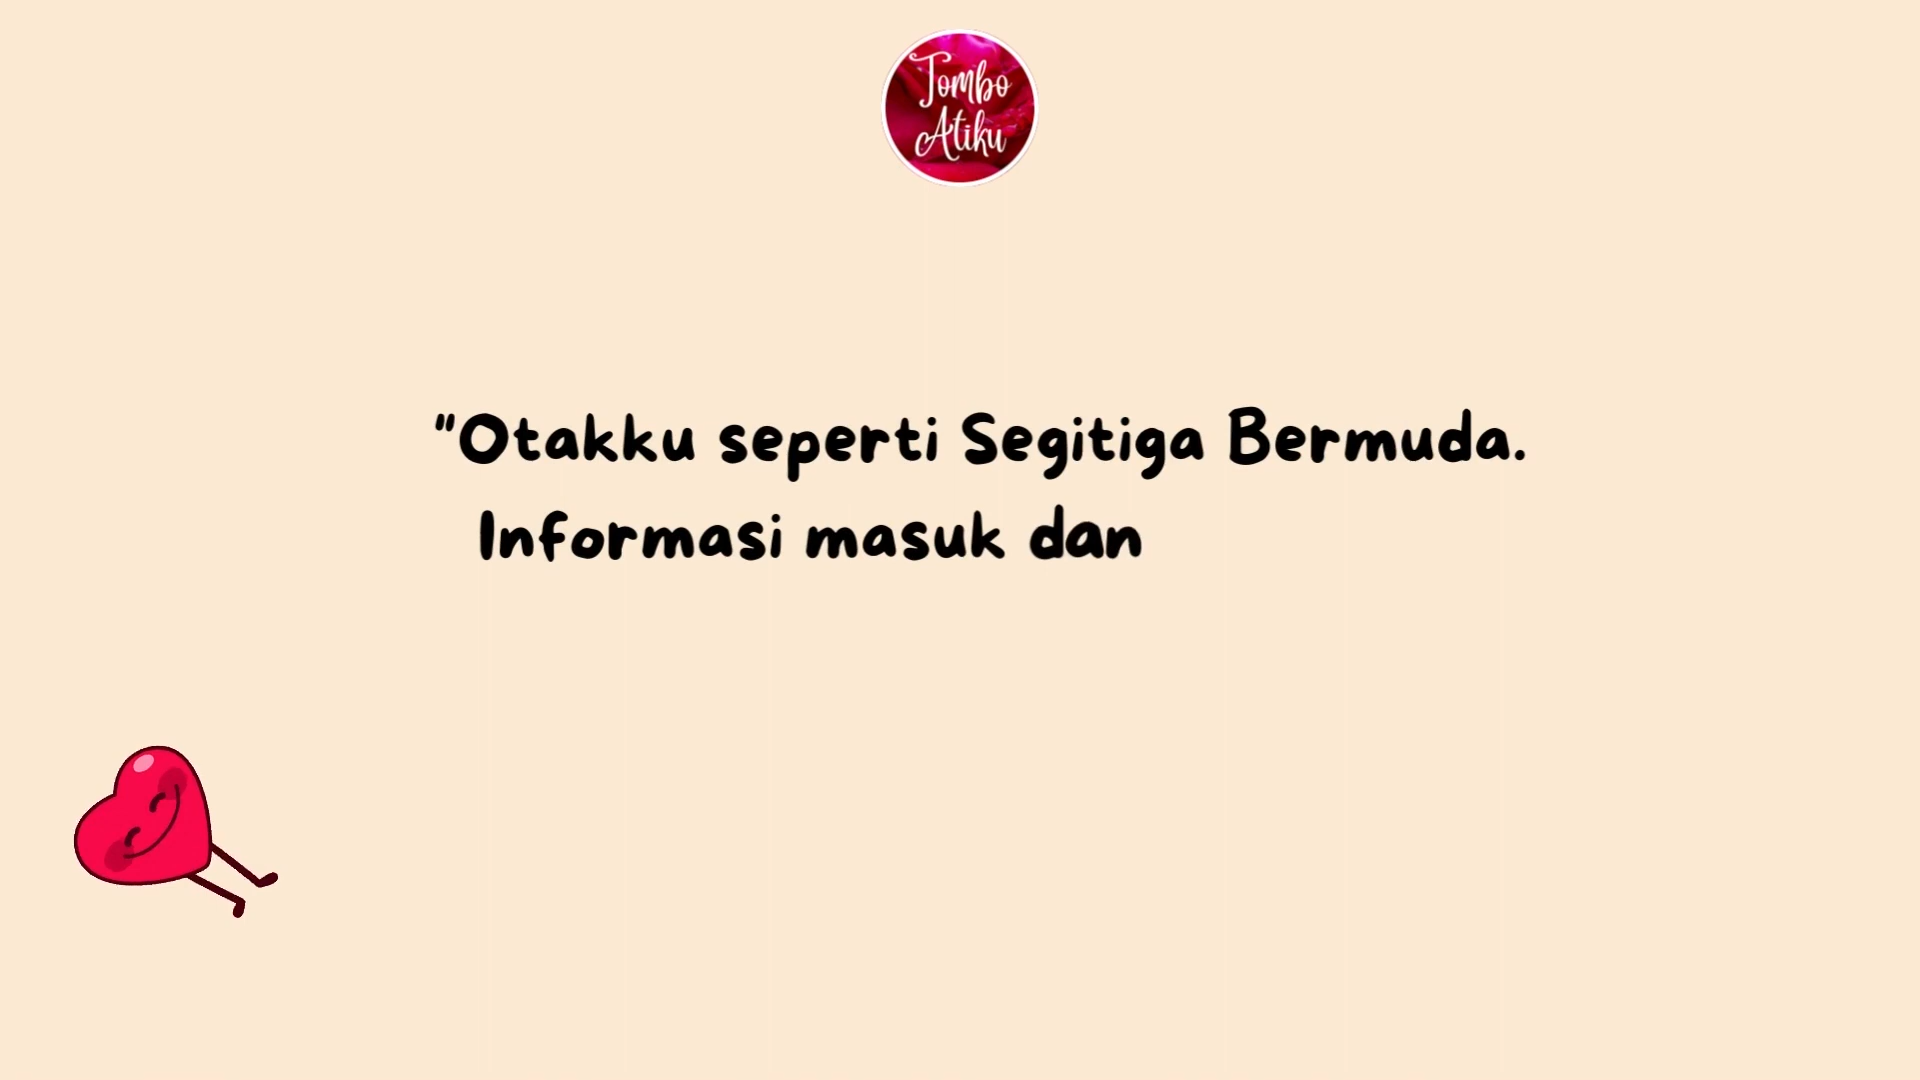 Tombo
Atiku
"Otakku seperti Segitiga Bermuda.
Informasi masuk dan